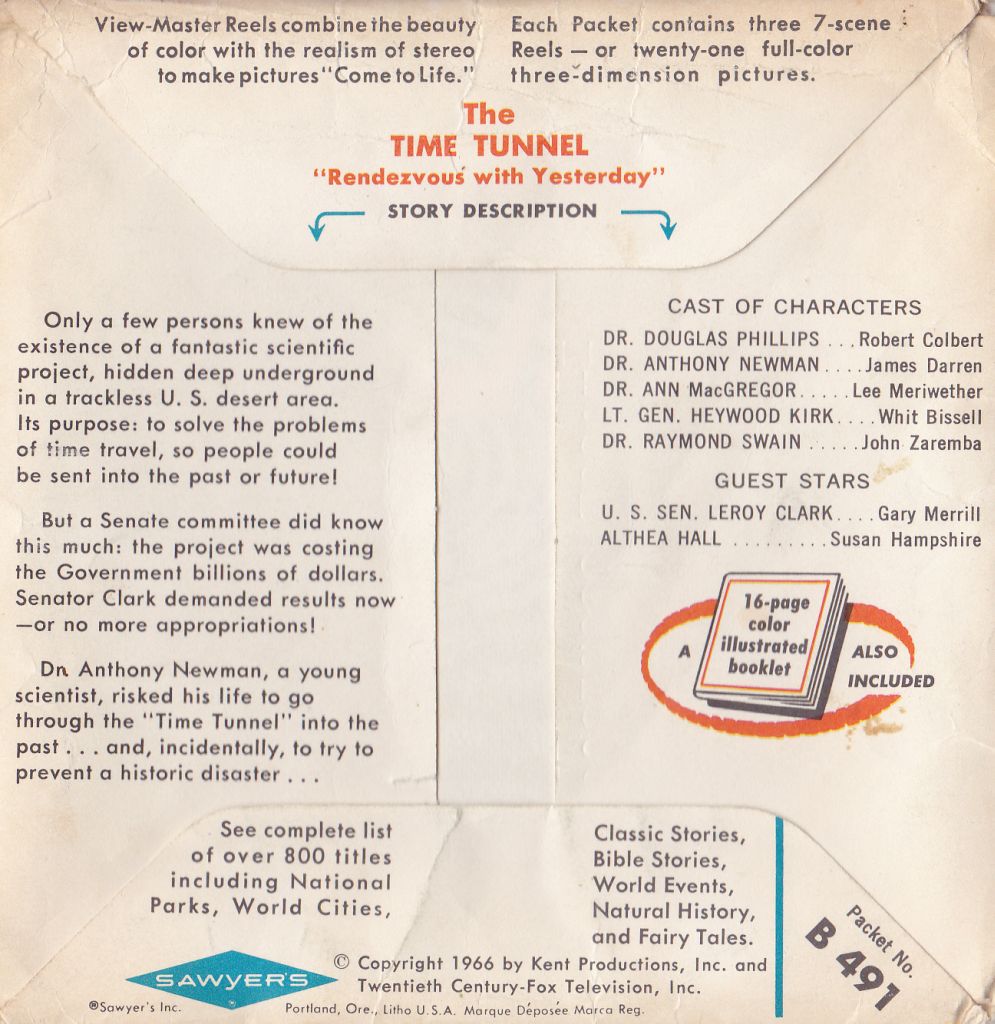 View-Master Reels combine the beauty
of color with the realism of stereo
to make pictures "Come to Life."
Each Packet contains three 7-scene
Reels — or twenty-one full-color
three-dimension pictures.
The
TIME TUNNEL
"Rendezvous with Yesterday"
STORY DESCRIPTION
Only a few persons knew of the
existence of a fantastic scientific
project, hidden deep underground
in a trackless U. S. desert area.
Its purpose: to solve the problems
of time travel, so people could
be sent into the past or future!
But a Senate committee did know
this much: the project was costing
the Government billions of dollars.
Senator Clark demanded results now
—or no more appropriations!
Dr. Anthony Newman, a young
scientist, risked his life to go
through the "Time Tunnel" into the
past . . . and, incidentally, to try to
prevent a historic disaster . . .
CAST OF CHARACTERS
DR. DOUGLAS PHILLIPS . . . Robert Colbert
DR. ANTHONY NEWMAN . . . . James Darren
DR. ANN MacGREGOR . . . . . Lee Meriwether
LT. GEN. HEYWOOD KIRK . . . . Whit Bissell
DR. RAYMOND SWAIN . . . . . John Zaremba
GUEST STARS
U. S. SEN. LEROY CLARK . . . . Gary Merrill
ALTHEA HALL . . . . . . . . . Susan Hampshire
A
16-page
color
illustrated
booklet
ALSO
INCLUDED
See complete list
of over 800 titles
including National
Parks, World Cities,
Classic Stories,
Bible Stories,
World Events,
Natural History,
and Fairy Tales.
Packet No.
B 491
SAWYER'S
© Copyright 1966 by Kent Productions, Inc. and
Twentieth Century-Fox Television, Inc.
®Sawyer's Inc.
Portland, Ore., Litho U.S.A. Marque Déposée Marca Reg.